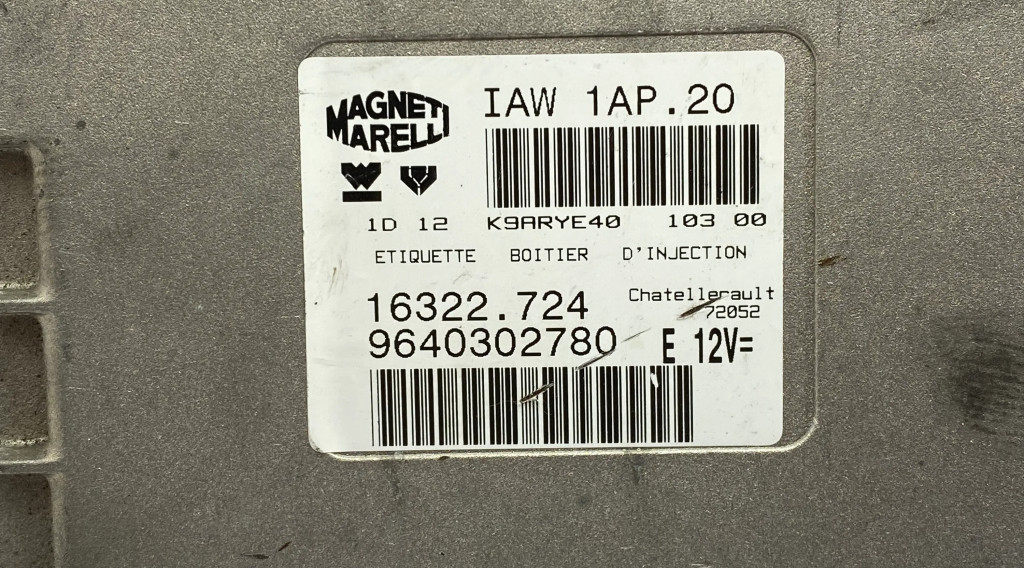 MAGNETI
MARELLI
IAW 1AP.20
1D 12 K9ARYE40 103 00
ETIQUETTE BOITIER D'INJECTION
16322.724
Chatellerault
72052
9640302780
E 12V=